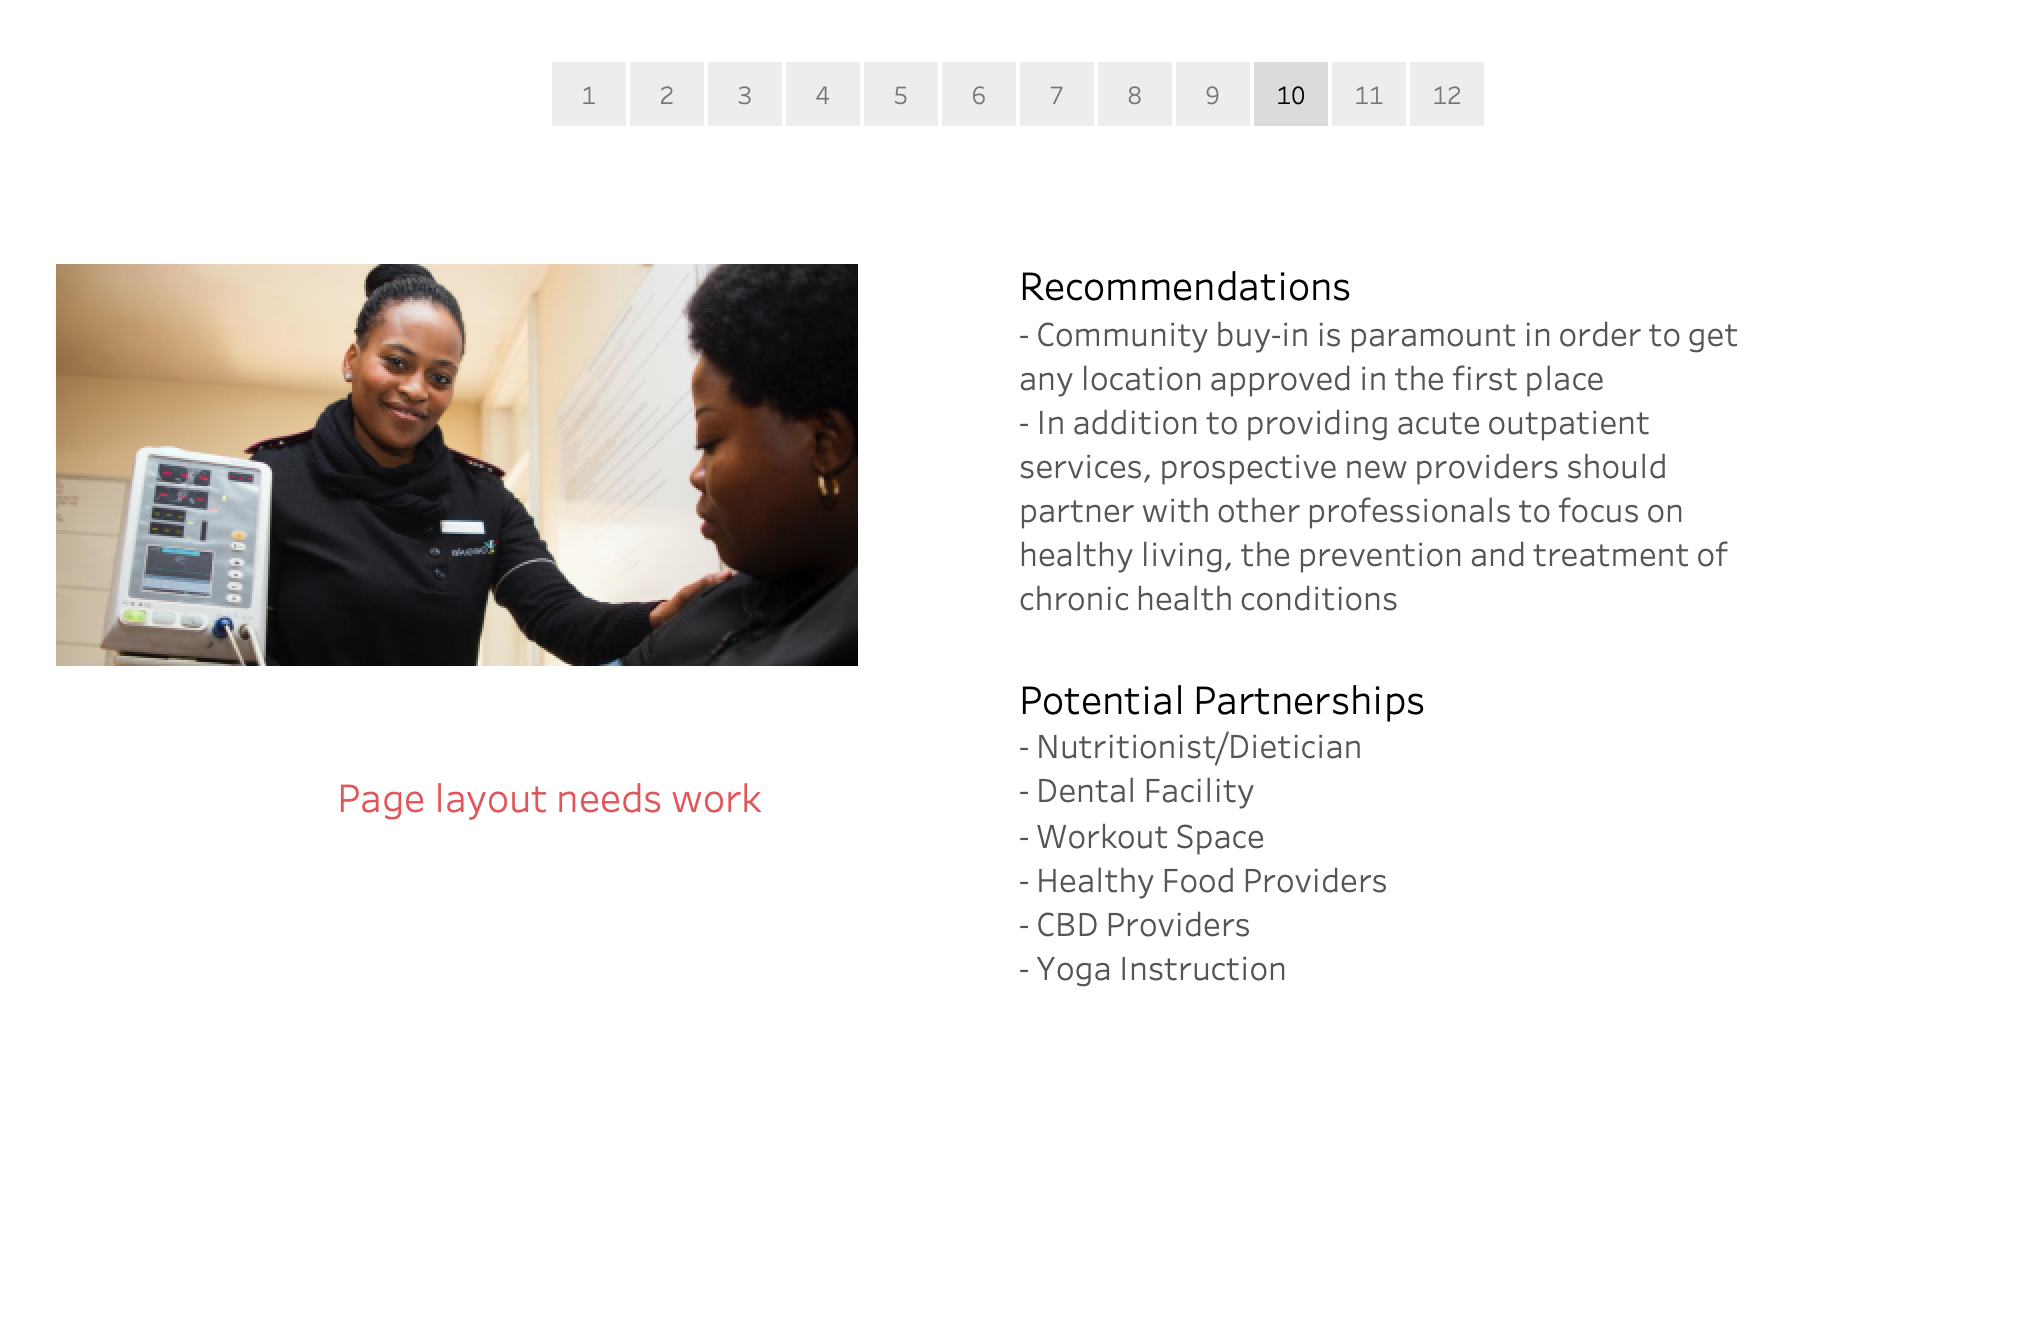 1 2 3 4 5 6 7 8 9 10 11 12
Recommendations
- Community buy-in is paramount in order to get
any location approved in the first place
- In addition to providing acute outpatient
services, prospective new providers should
partner with other professionals to focus on
healthy living, the prevention and treatment of
chronic health conditions
Potential Partnerships
- Nutritionist/Dietician
- Dental Facility
- Workout Space
- Healthy Food Providers
- CBD Providers
- Yoga Instruction
Page layout needs work